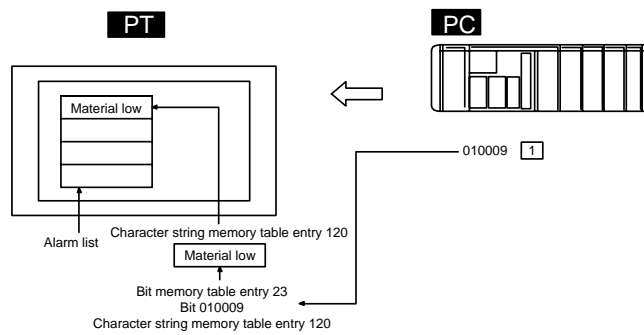 PT
PC
Material low
010009 1
Alarm list
Character string memory table entry 120
Material low
Bit memory table entry 23
Bit 010009
Character string memory table entry 120